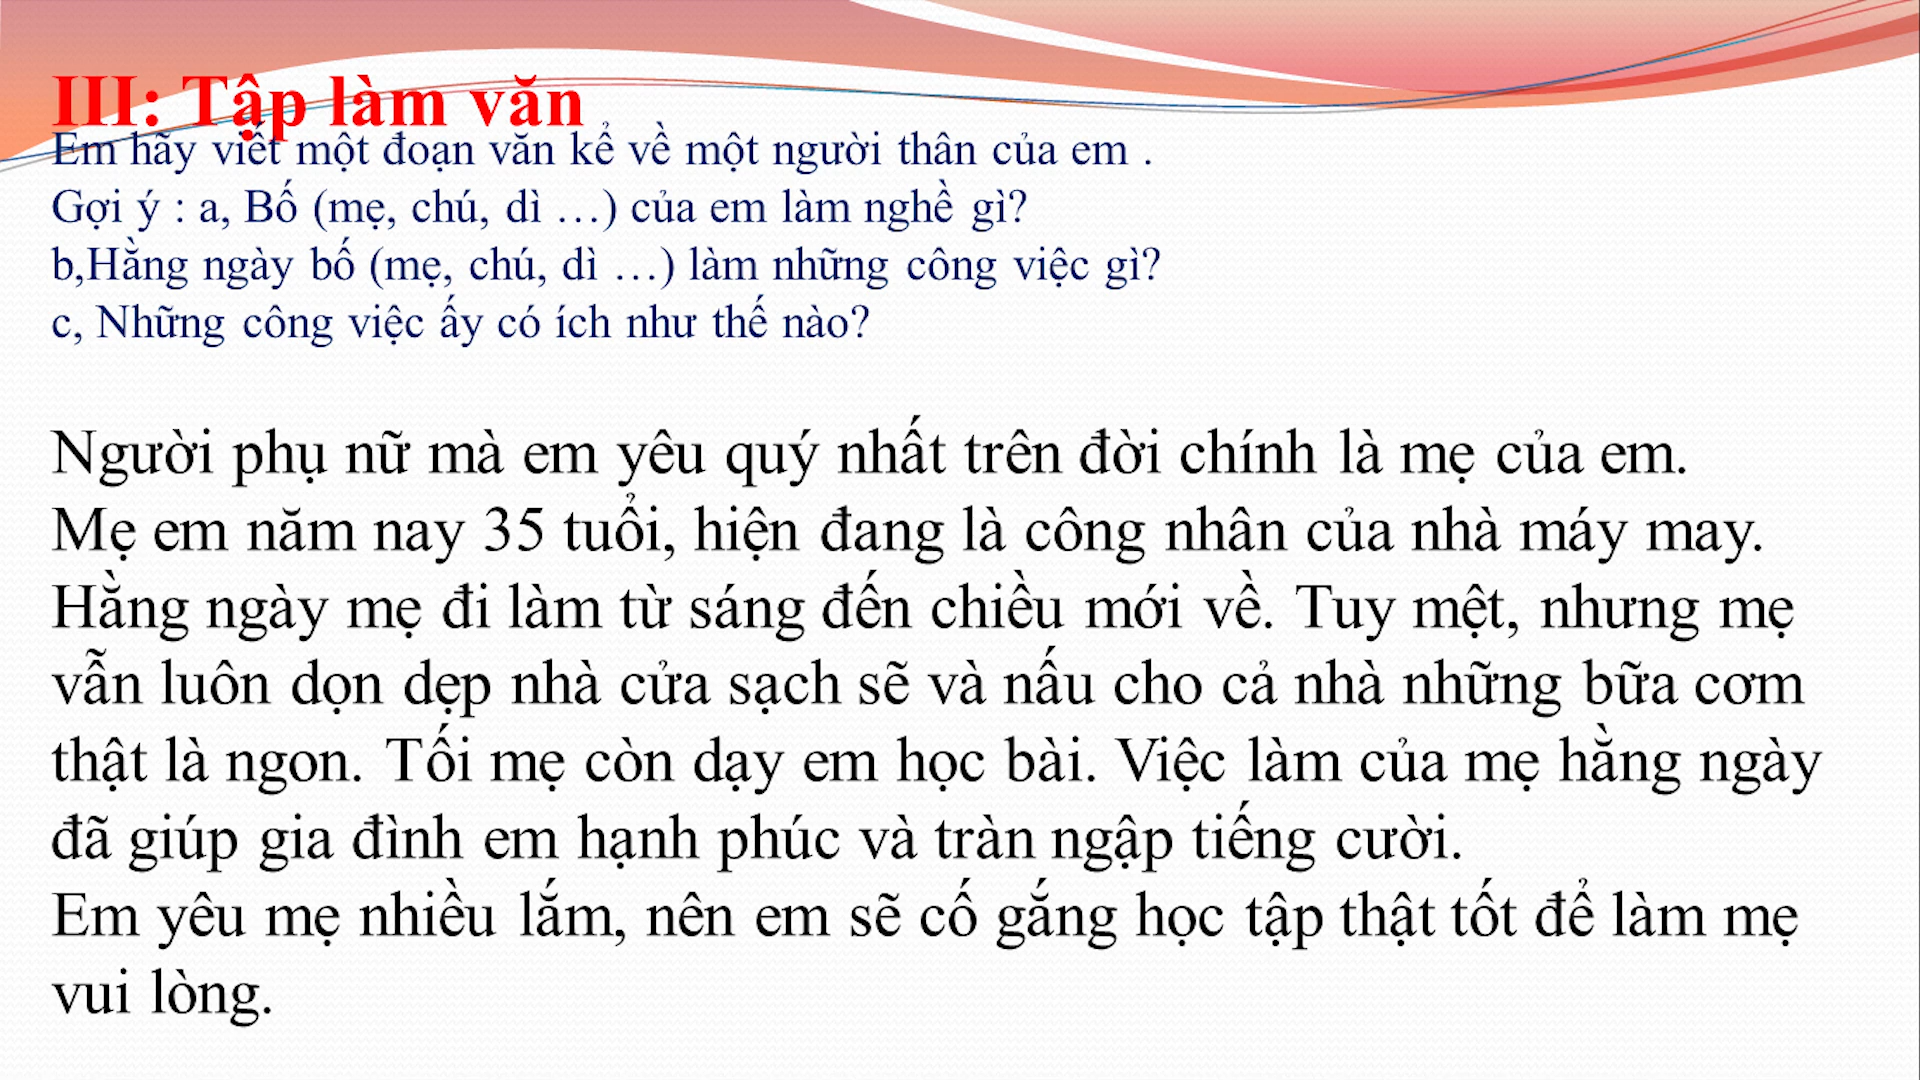 III: Tập làm văn
Em hãy viết một đoạn văn kể về một người thân của em .
Gợi ý : a, Bố (mẹ, chú, dì …) của em làm nghề gì?
b,Hằng ngày bố (mẹ, chú, dì …) làm những công việc gì?
c, Những công việc ấy có ích như thế nào?
Người phụ nữ mà em yêu quý nhất trên đời chính là mẹ của em.
Mẹ em năm nay 35 tuổi, hiện đang là công nhân của nhà máy may.
Hằng ngày mẹ đi làm từ sáng đến chiều mới về. Tuy mệt, nhưng mẹ
vẫn luôn dọn dẹp nhà cửa sạch sẽ và nấu cho cả nhà những bữa cơm
thật là ngon. Tối mẹ còn dạy em học bài. Việc làm của mẹ hằng ngày
đã giúp gia đình em hạnh phúc và tràn ngập tiếng cười.
Em yêu mẹ nhiều lắm, nên em sẽ cố gắng học tập thật tốt để làm mẹ
vui lòng.